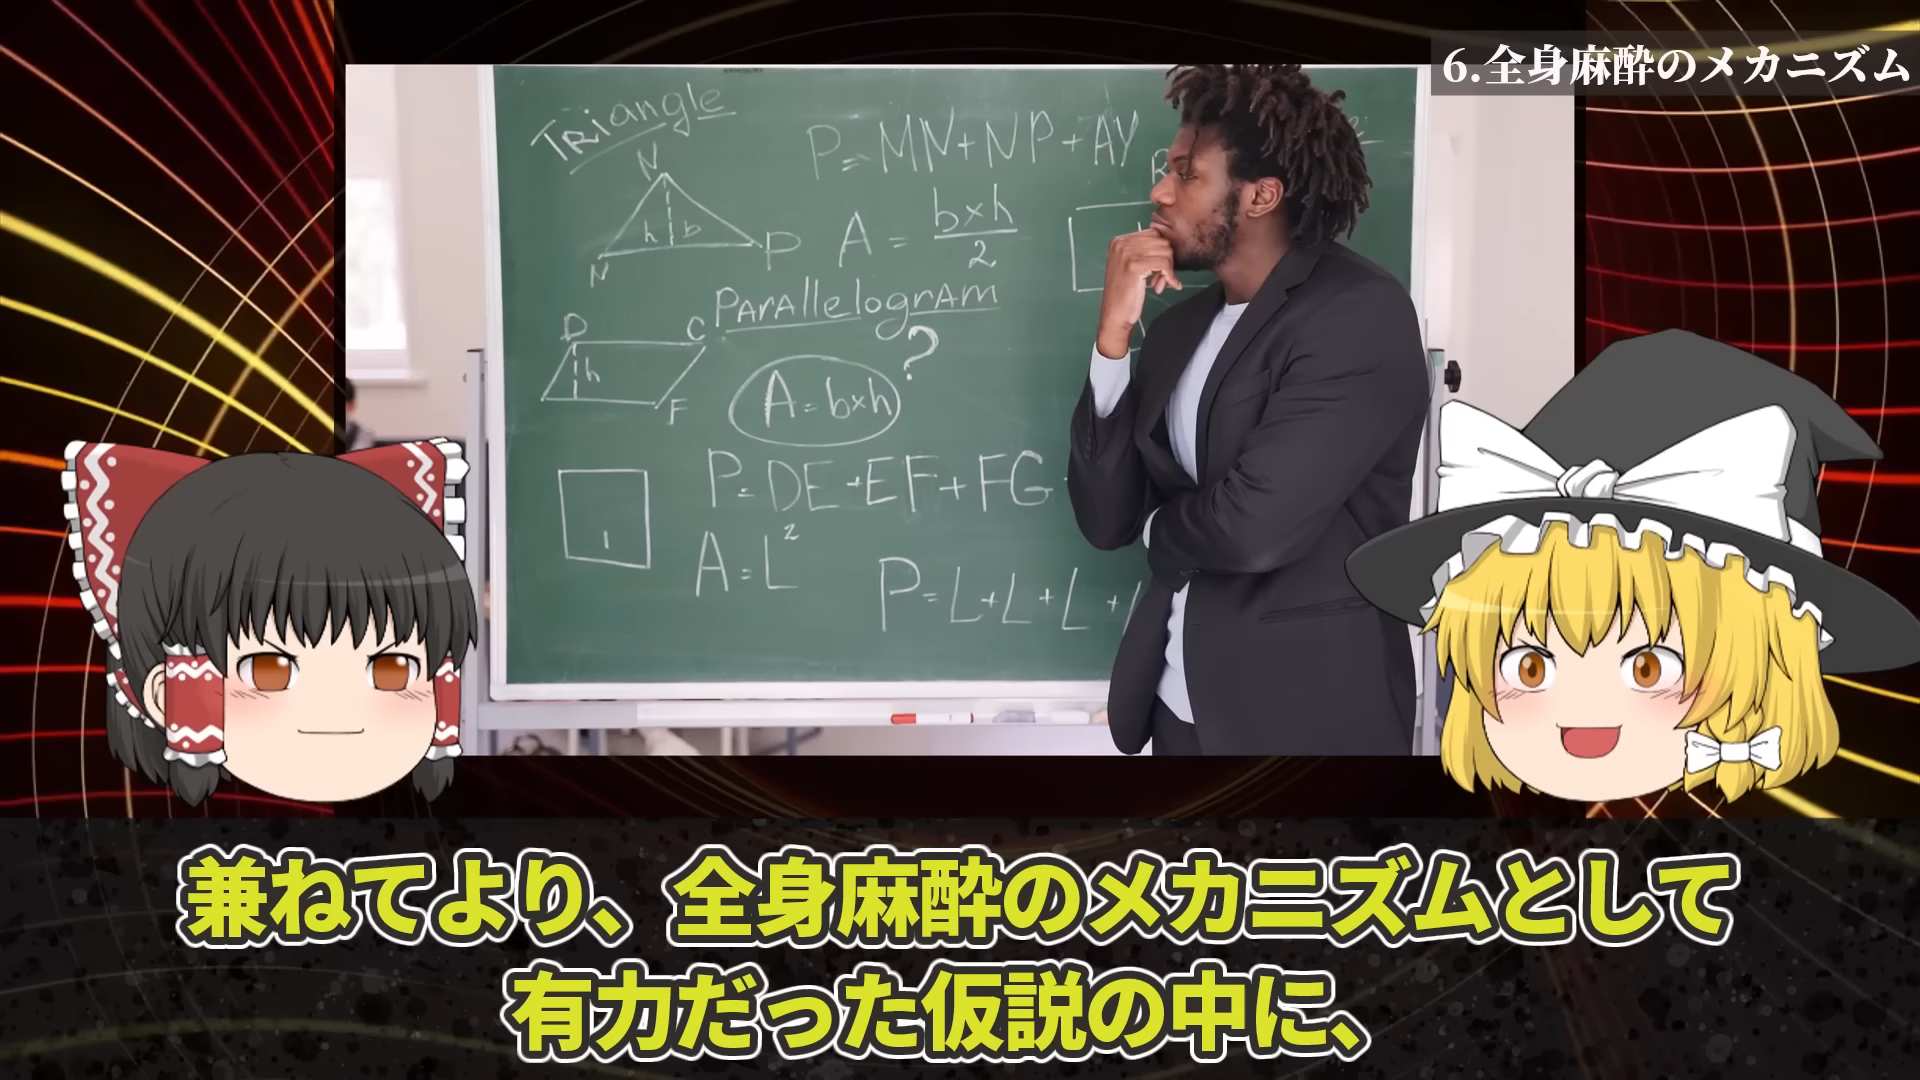 6.全身麻酔のメカニズム
Triangle
N
h b
N
P
P = MN + NP + AY
A = b×h
2
Parallelogram
D C
h
F
A = b×h
?
P = DE + EF + FG
A = L²
P = L + L + L +
兼ねてより、全身麻酔のメカニズムとして
有力だった仮説の中に、